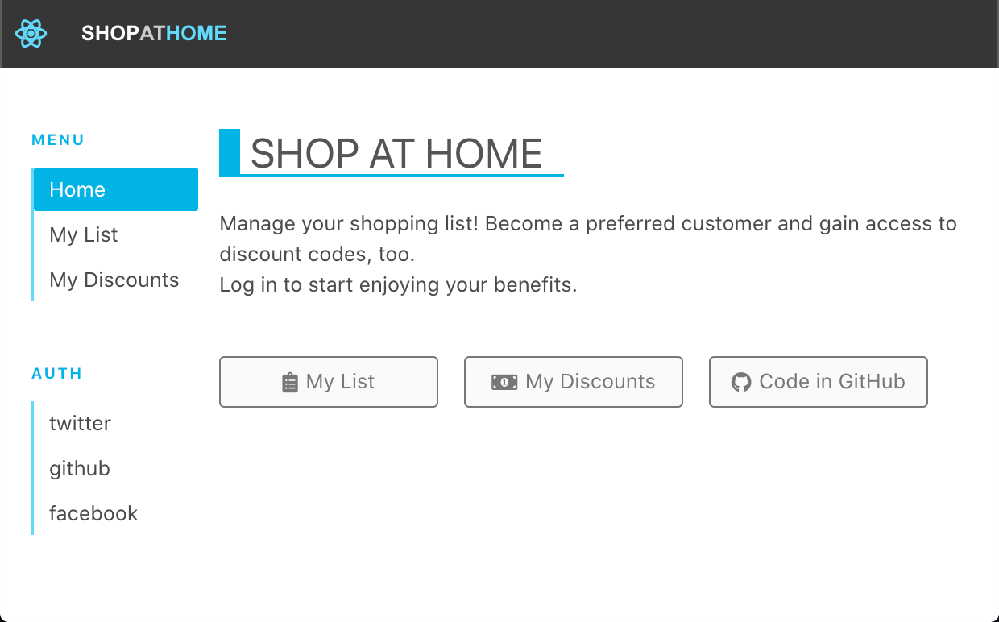 SHOPATHOME
MENU
Home
My List
My Discounts
AUTH
twitter
github
facebook
SHOP AT HOME
Manage your shopping list! Become a preferred customer and gain access to
discount codes, too.
Log in to start enjoying your benefits.
My List
My Discounts
Code in GitHub